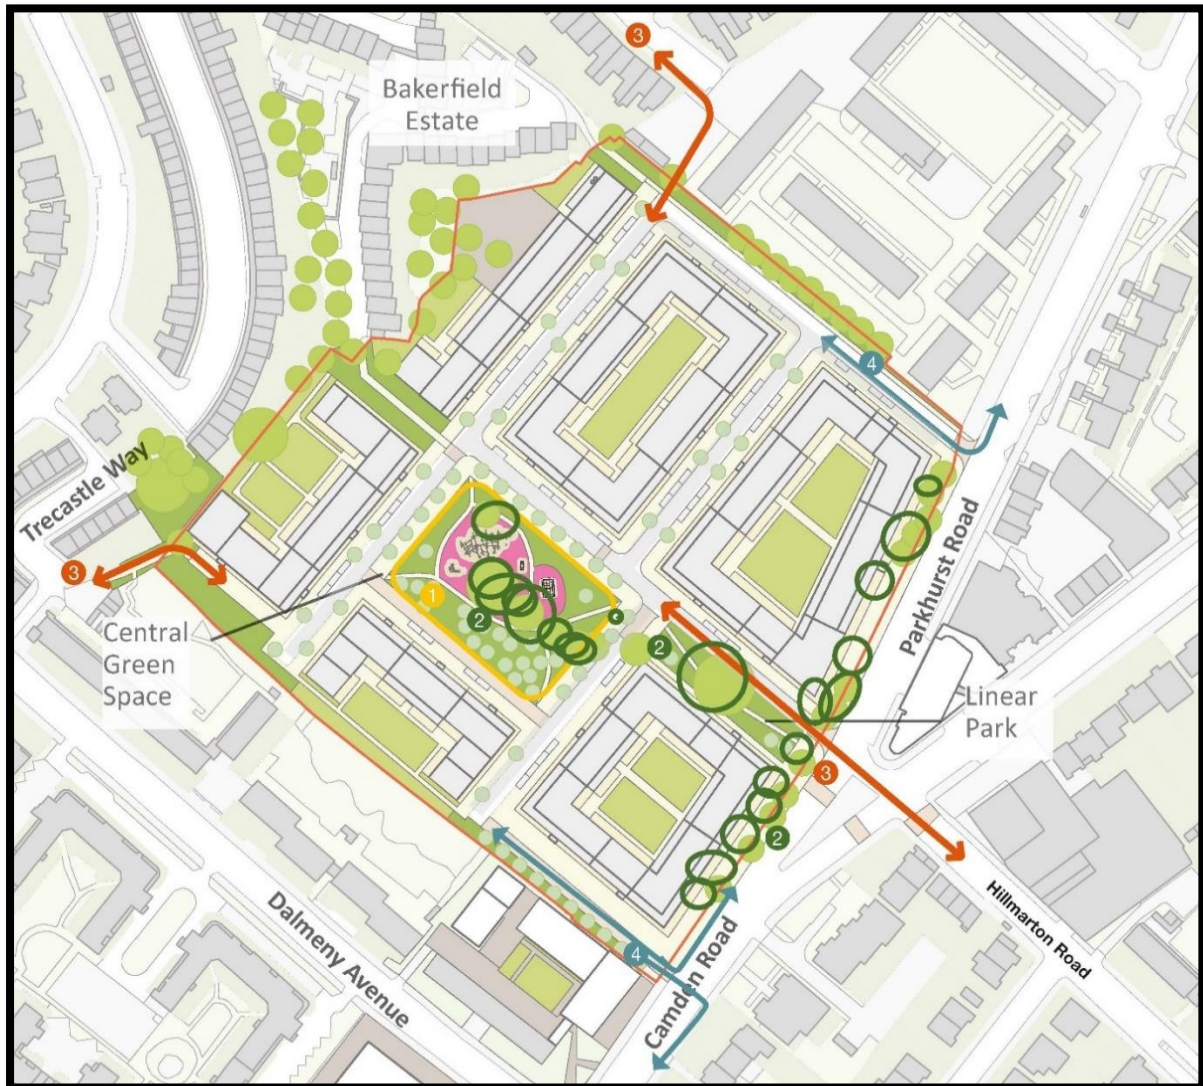 3
Bakerfield
Estate
4
Trecastle Way
Parkhurst Road
3
1
2
2
Central
Green
Space
Linear
Park
3
2
Hillmarton Road
Dalmeny Avenue
4
Camden Road